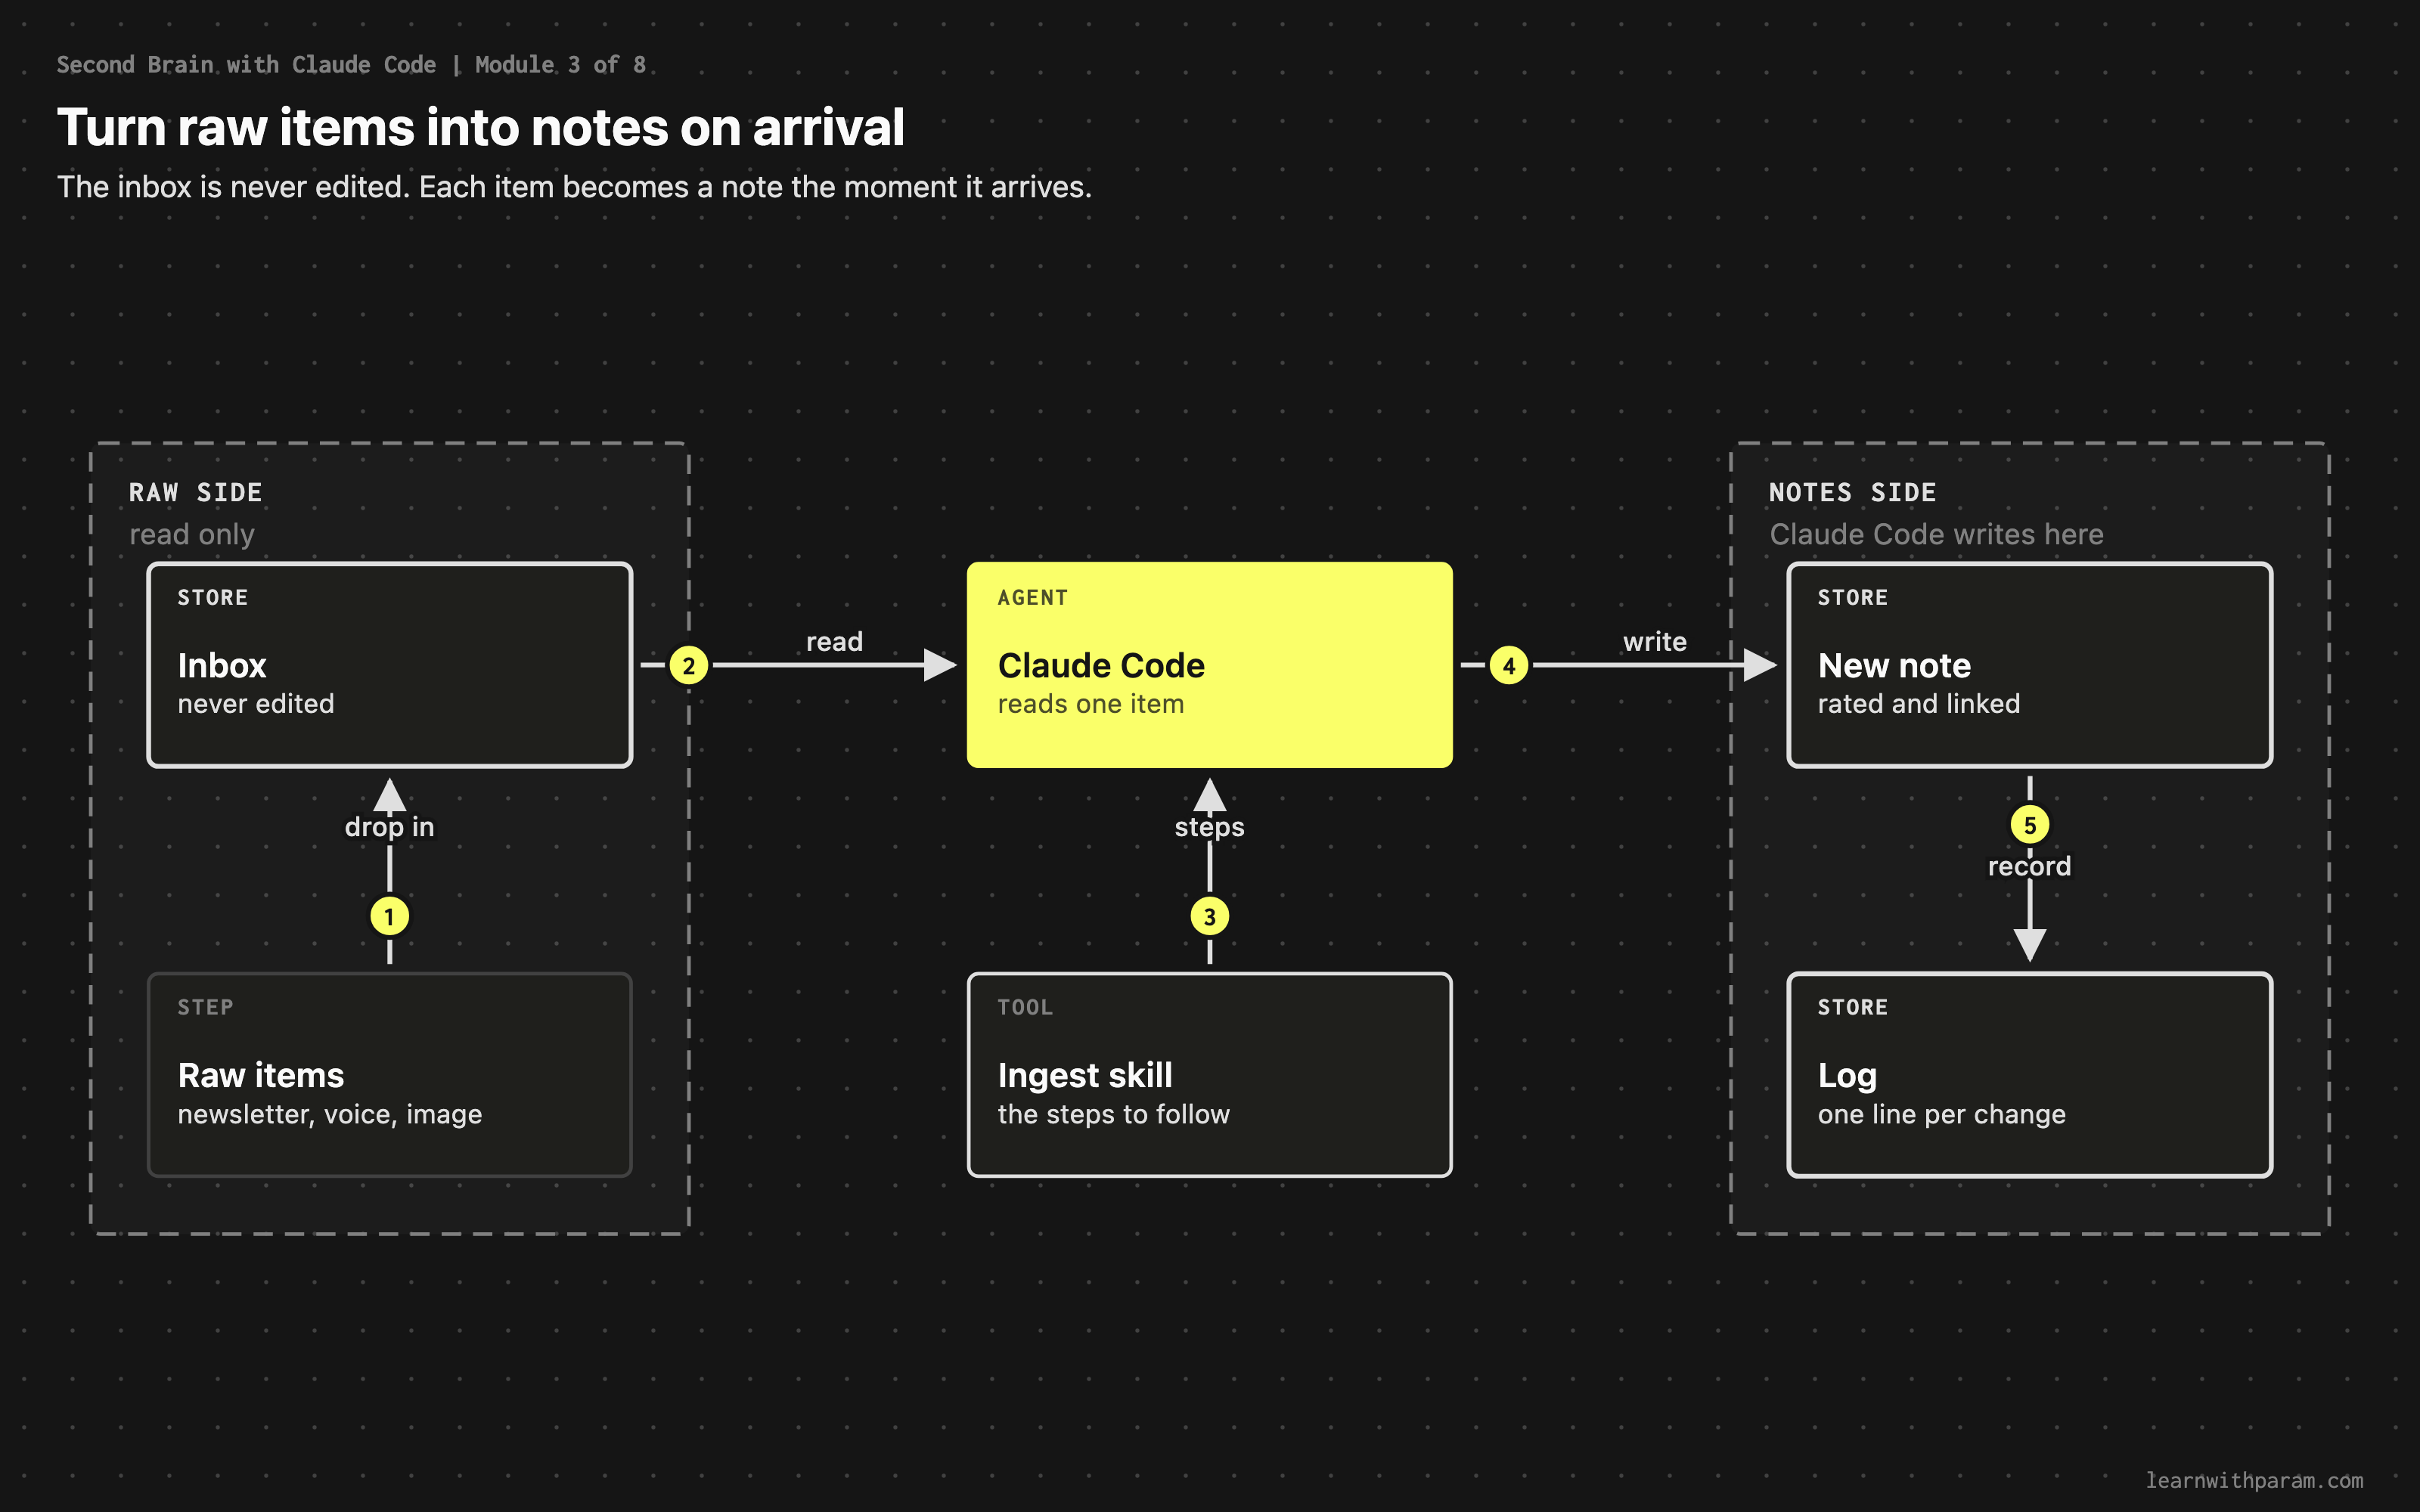 Second Brain with Claude Code | Module 3 of 8
Turn raw items into notes on arrival
The inbox is never edited. Each item becomes a note the moment it arrives.
RAW SIDE
read only
STORE
Inbox
never edited
drop in
1
STEP
Raw items
newsletter, voice, image
2
read
AGENT
Claude Code
reads one item
steps
3
TOOL
Ingest skill
the steps to follow
4
write
NOTES SIDE
Claude Code writes here
STORE
New note
rated and linked
5
record
STORE
Log
one line per change
learnwithparam.com